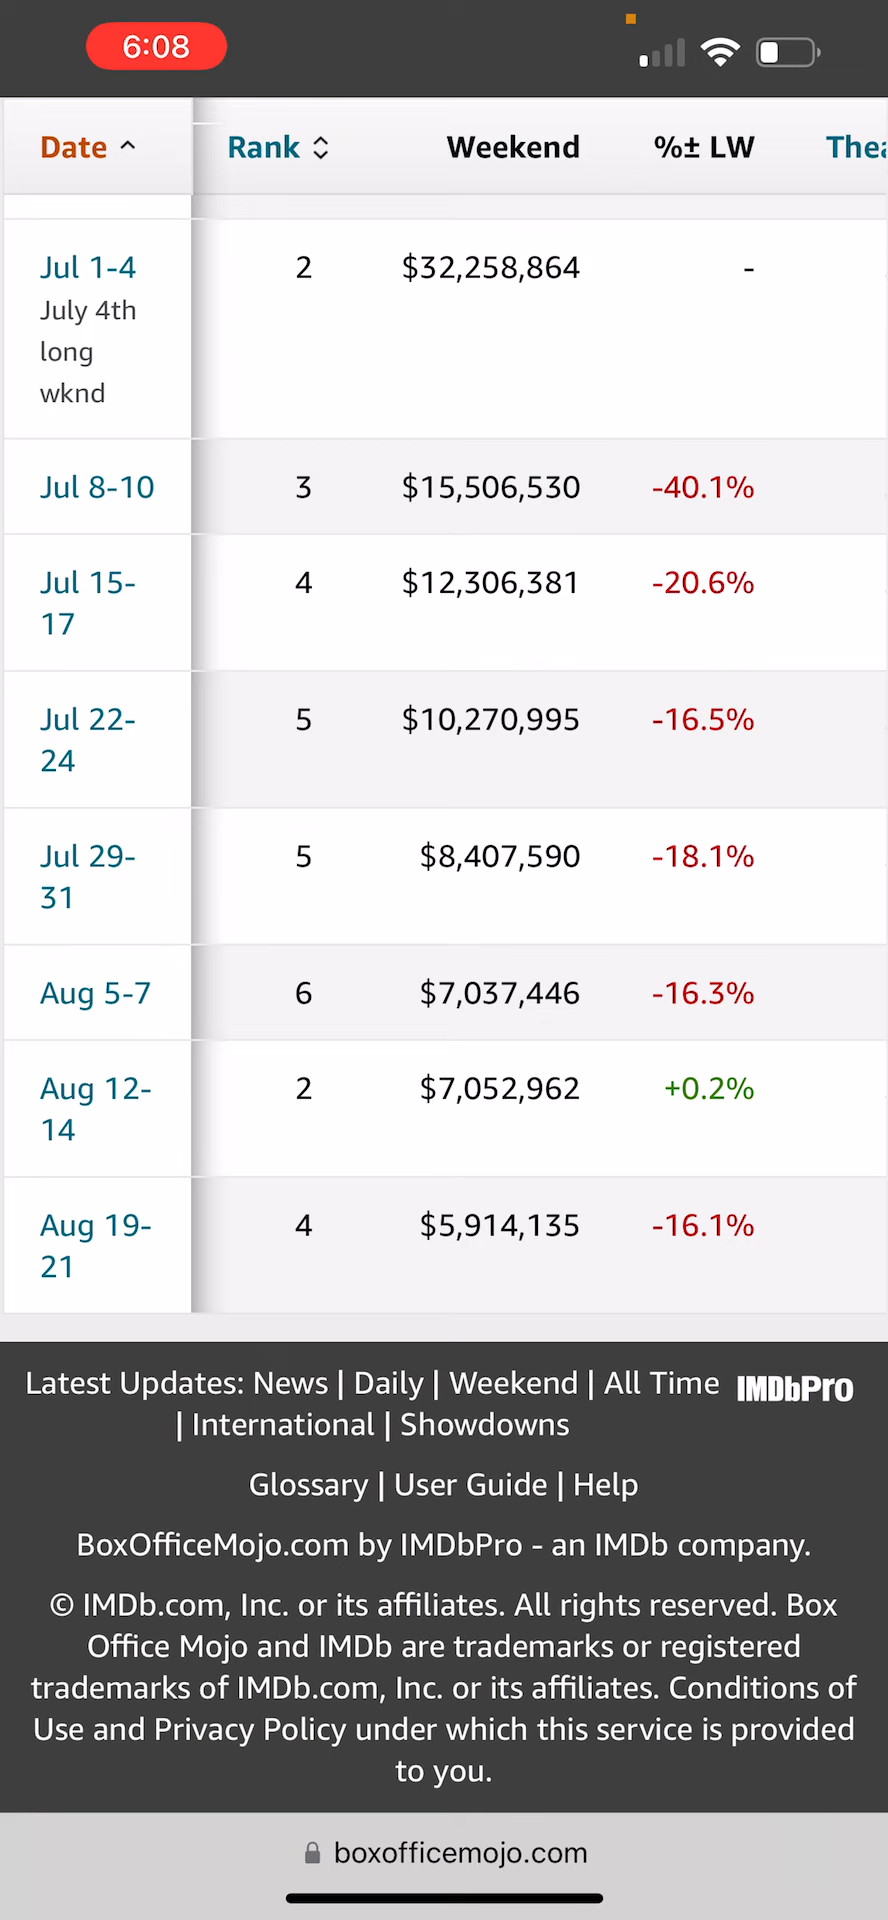 6:08
Date Rank Weekend %± LW Thea
Jul 1-4 2 $32,258,864 -
July 4th
long
wknd
Jul 8-10 3 $15,506,530 -40.1%
Jul 15- 4 $12,306,381 -20.6%
17
Jul 22- 5 $10,270,995 -16.5%
24
Jul 29- 5 $8,407,590 -18.1%
31
Aug 5-7 6 $7,037,446 -16.3%
Aug 12- 2 $7,052,962 +0.2%
14
Aug 19- 4 $5,914,135 -16.1%
21
Latest Updates: News | Daily | Weekend | All Time IMDbPro
| International | Showdowns
Glossary | User Guide | Help
BoxOfficeMojo.com by IMDbPro - an IMDb company.
© IMDb.com, Inc. or its affiliates. All rights reserved. Box
Office Mojo and IMDb are trademarks or registered
trademarks of IMDb.com, Inc. or its affiliates. Conditions of
Use and Privacy Policy under which this service is provided
to you.
boxofficemojo.com